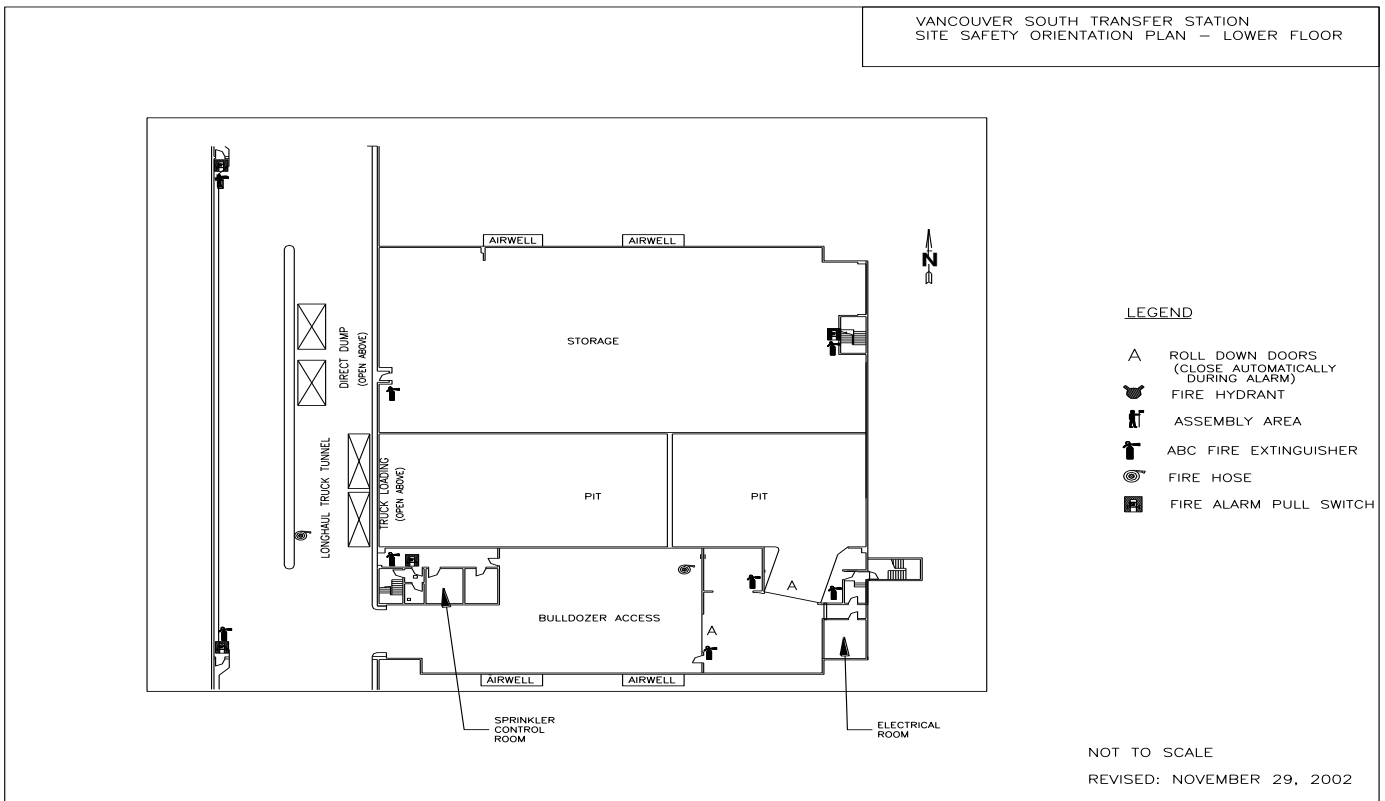 VANCOUVER SOUTH TRANSFER STATION
SITE SAFETY ORIENTATION PLAN – LOWER FLOOR
AIRWELL
AIRWELL
N
STORAGE
DIRECT DUMP
(OPEN ABOVE)
LONGHAUL TRUCK TUNNEL
TRUCK LOADING
(OPEN ABOVE)
PIT
PIT
A
BULLDOZER ACCESS
A
AIRWELL
AIRWELL
SPRINKLER
CONTROL
ROOM
ELECTRICAL
ROOM
LEGEND
A ROLL DOWN DOORS
(CLOSE AUTOMATICALLY
DURING ALARM)
FIRE HYDRANT
ASSEMBLY AREA
ABC FIRE EXTINGUISHER
FIRE HOSE
FIRE ALARM PULL SWITCH
NOT TO SCALE
REVISED: NOVEMBER 29, 2002